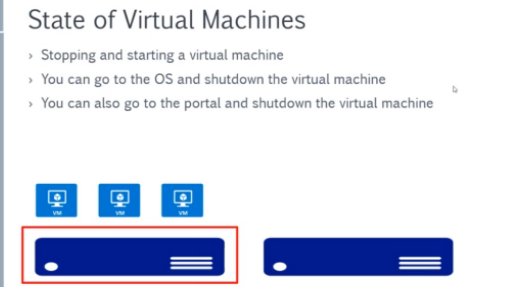 State of Virtual Machines
› Stopping and starting a virtual machine
› You can go to the OS and shutdown the virtual machine
› You can also go to the portal and shutdown the virtual machine
VM VM VM